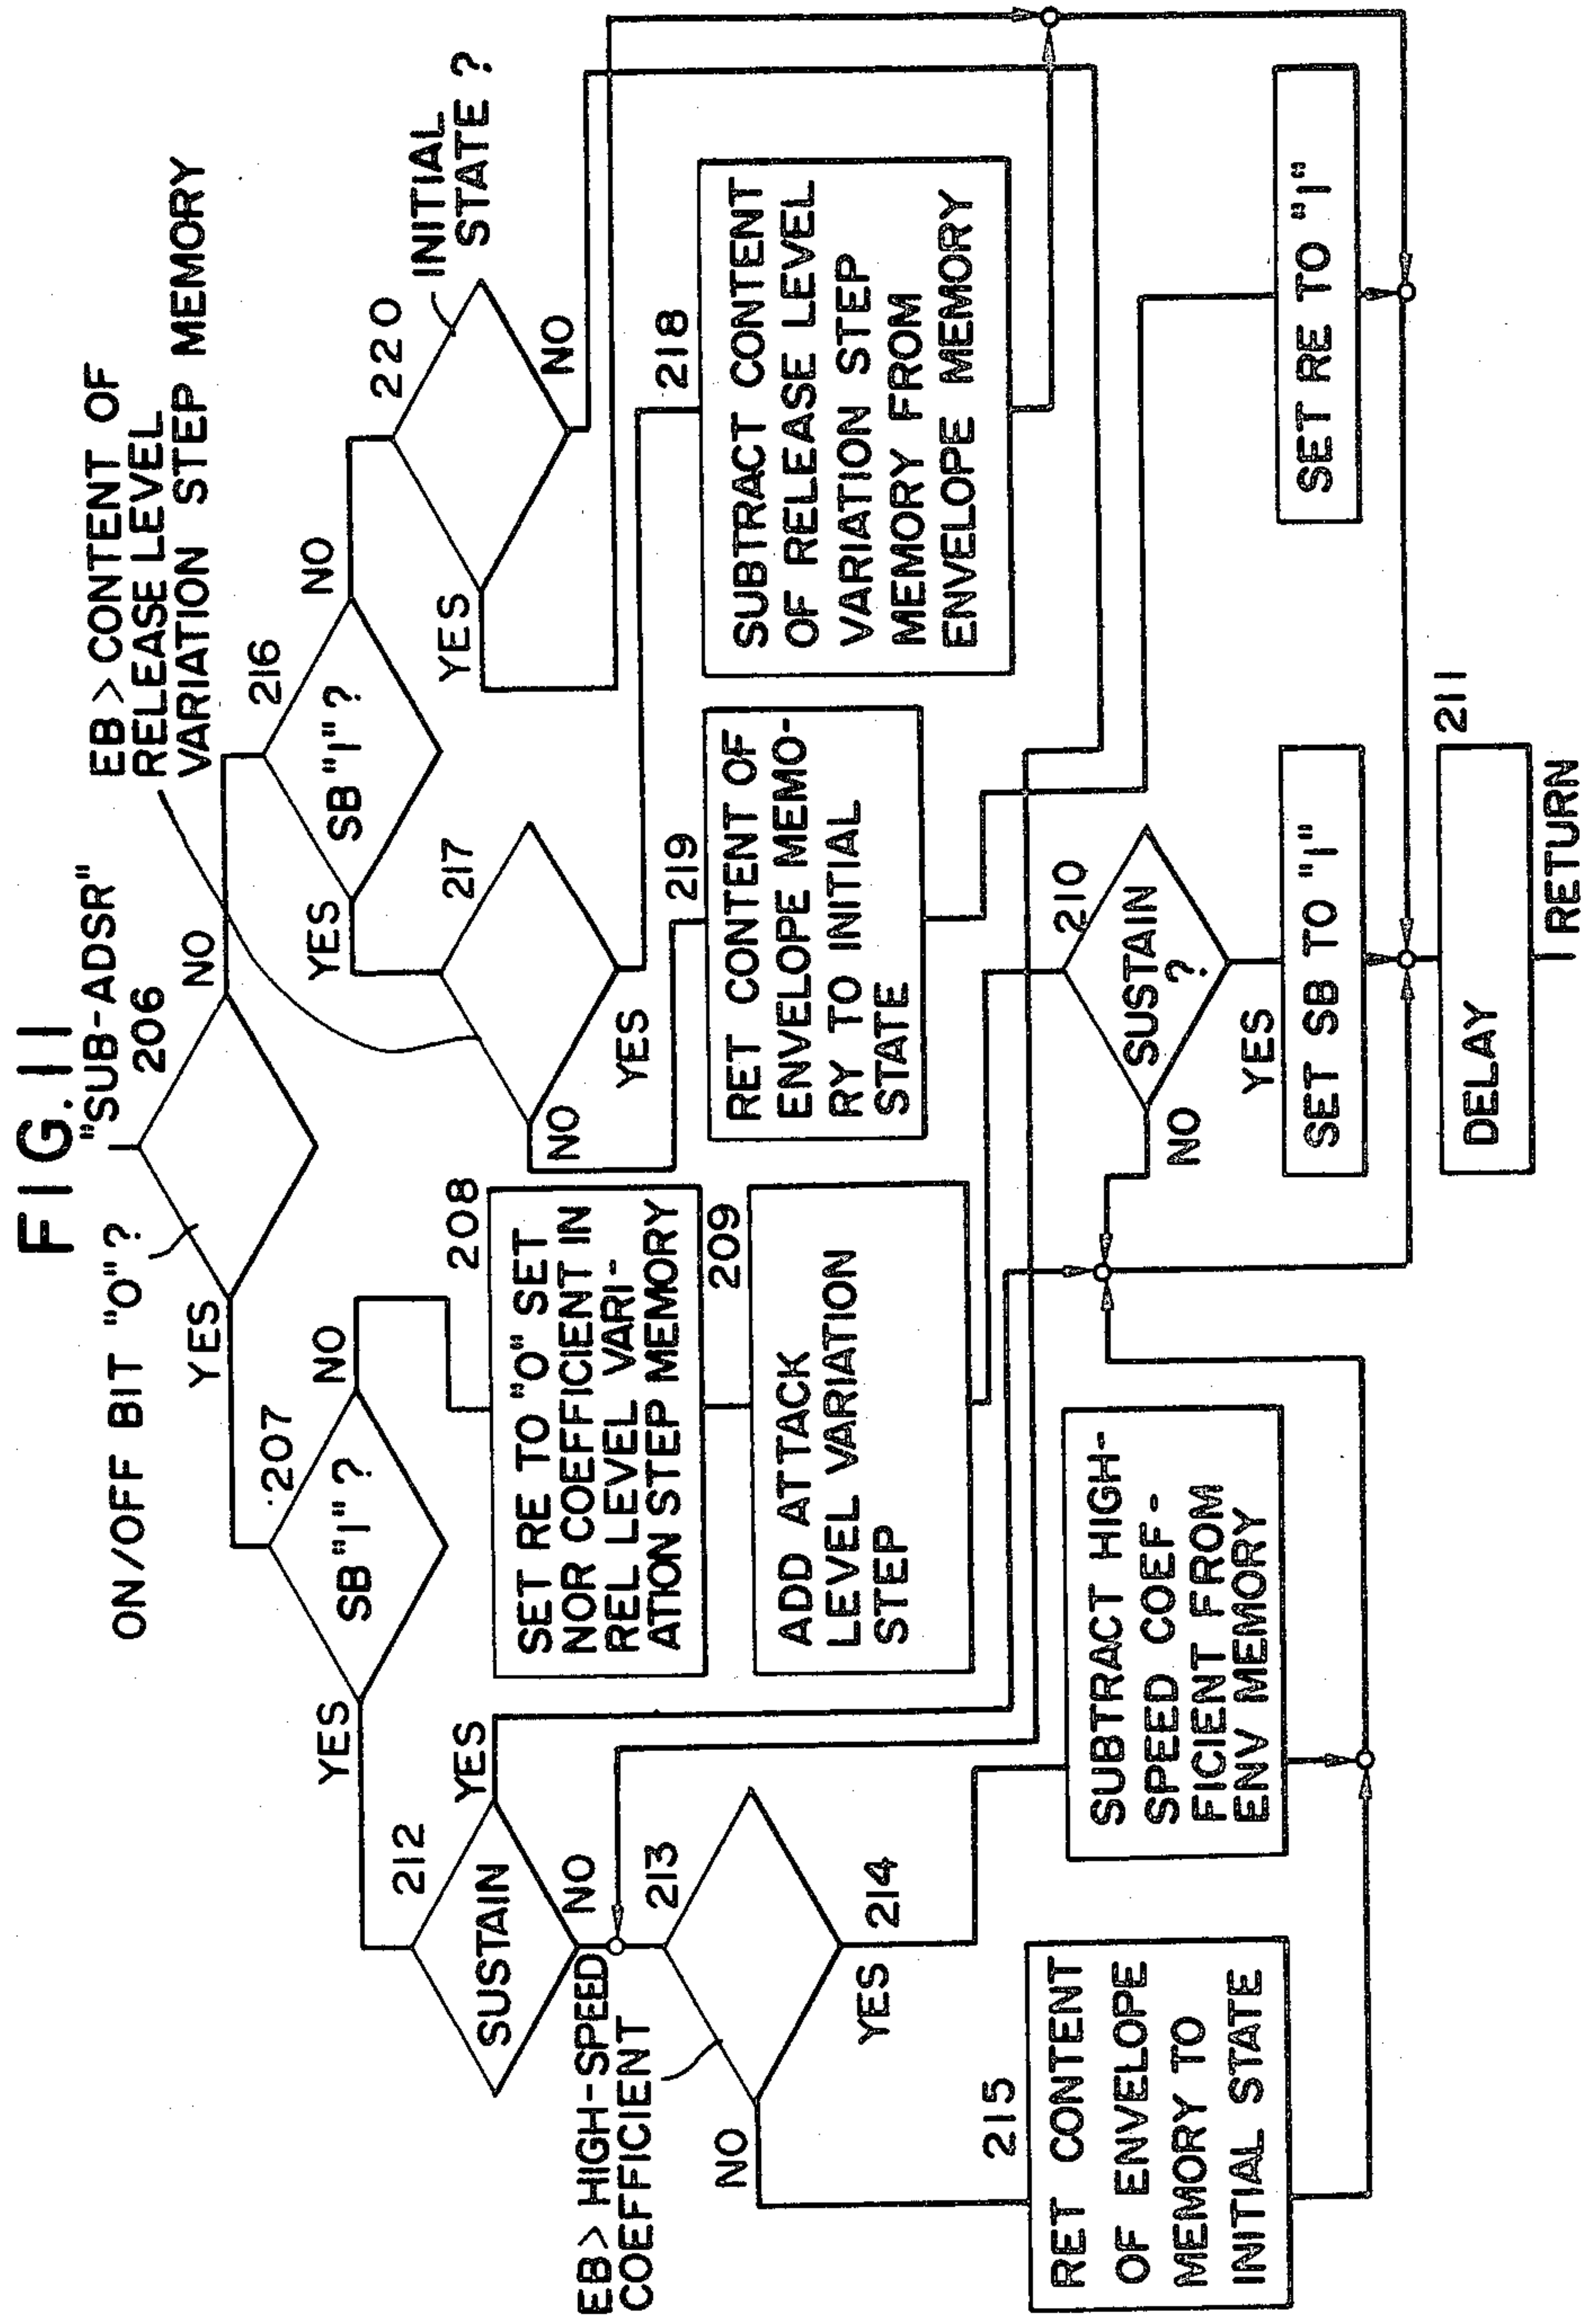 FIG. 11
"SUB-ADSR"
206
ON/OFF BIT "0"?
YES
NO
207
SB "1" ?
YES
NO
216
SB "1" ?
YES
NO
EB > CONTENT OF
RELEASE LEVEL
VARIATION STEP MEMORY
212
SUSTAIN
YES
NO
208
SET RE TO "0" SET
NOR COEFFICIENT IN
REL LEVEL VARI-
ATION STEP MEMORY
217
NO
YES
220
INITIAL
STATE ?
YES
NO
EB > HIGH-SPEED
COEFFICIENT
213
NO
YES
209
ADD ATTACK
LEVEL VARIATION
STEP
219
RET CONTENT OF
ENVELOPE MEMO-
RY TO INITIAL
STATE
218
SUBTRACT CONTENT
OF RELEASE LEVEL
VARIATION STEP
MEMORY FROM
ENVELOPE MEMORY
215
RET CONTENT
OF ENVELOPE
MEMORY TO
INITIAL STATE
214
SUBTRACT HIGH-
SPEED COEF-
FICIENT FROM
ENV MEMORY
210
SUSTAIN
?
NO
YES
SET SB TO "1"
SET RE TO "1"
211
DELAY
RETURN